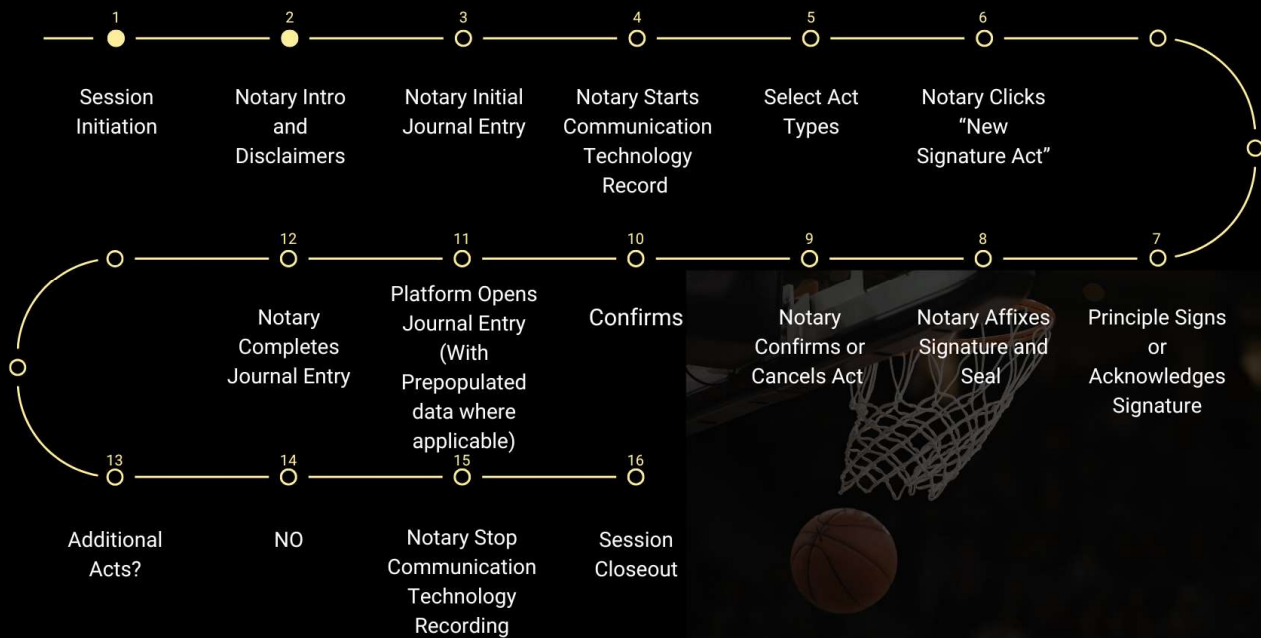 1
Session
Initiation
2
Notary Intro
and
Disclaimers
3
Notary Initial
Journal Entry
4
Notary Starts
Communication
Technology
Record
5
Select Act
Types
6
Notary Clicks
“New
Signature Act”
7
Principle Signs
or
Acknowledges
Signature
8
Notary Affixes
Signature and
Seal
9
Notary
Confirms or
Cancels Act
10
Confirms
11
Platform Opens
Journal Entry
(With
Prepopulated
data where
applicable)
12
Notary
Completes
Journal Entry
13
Additional
Acts?
14
NO
15
Notary Stop
Communication
Technology
Recording
16
Session
Closeout